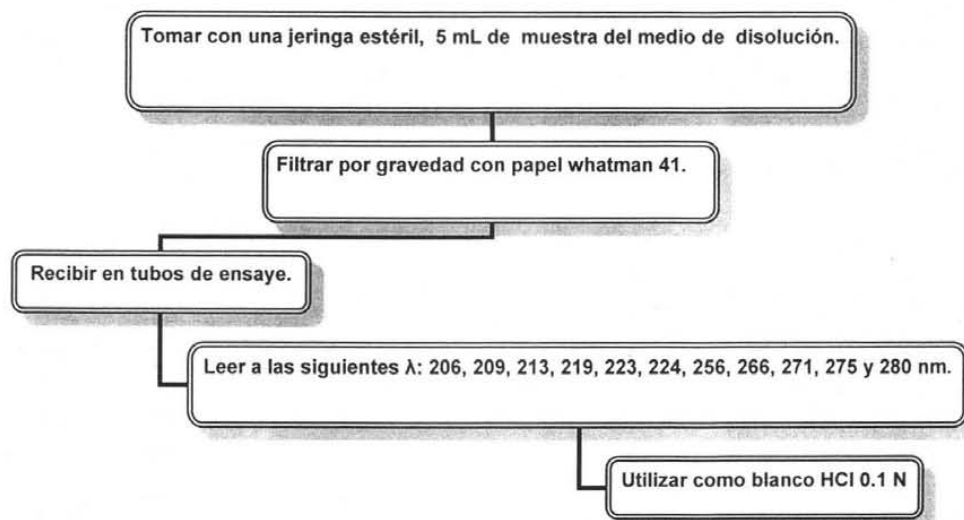 Tomar con una jeringa estéril, 5 mL de muestra del medio de disolución.
Filtrar por gravedad con papel whatman 41.
Recibir en tubos de ensaye.
Leer a las siguientes λ: 206, 209, 213, 219, 223, 224, 256, 266, 271, 275 y 280 nm.
Utilizar como blanco HCl 0.1 N